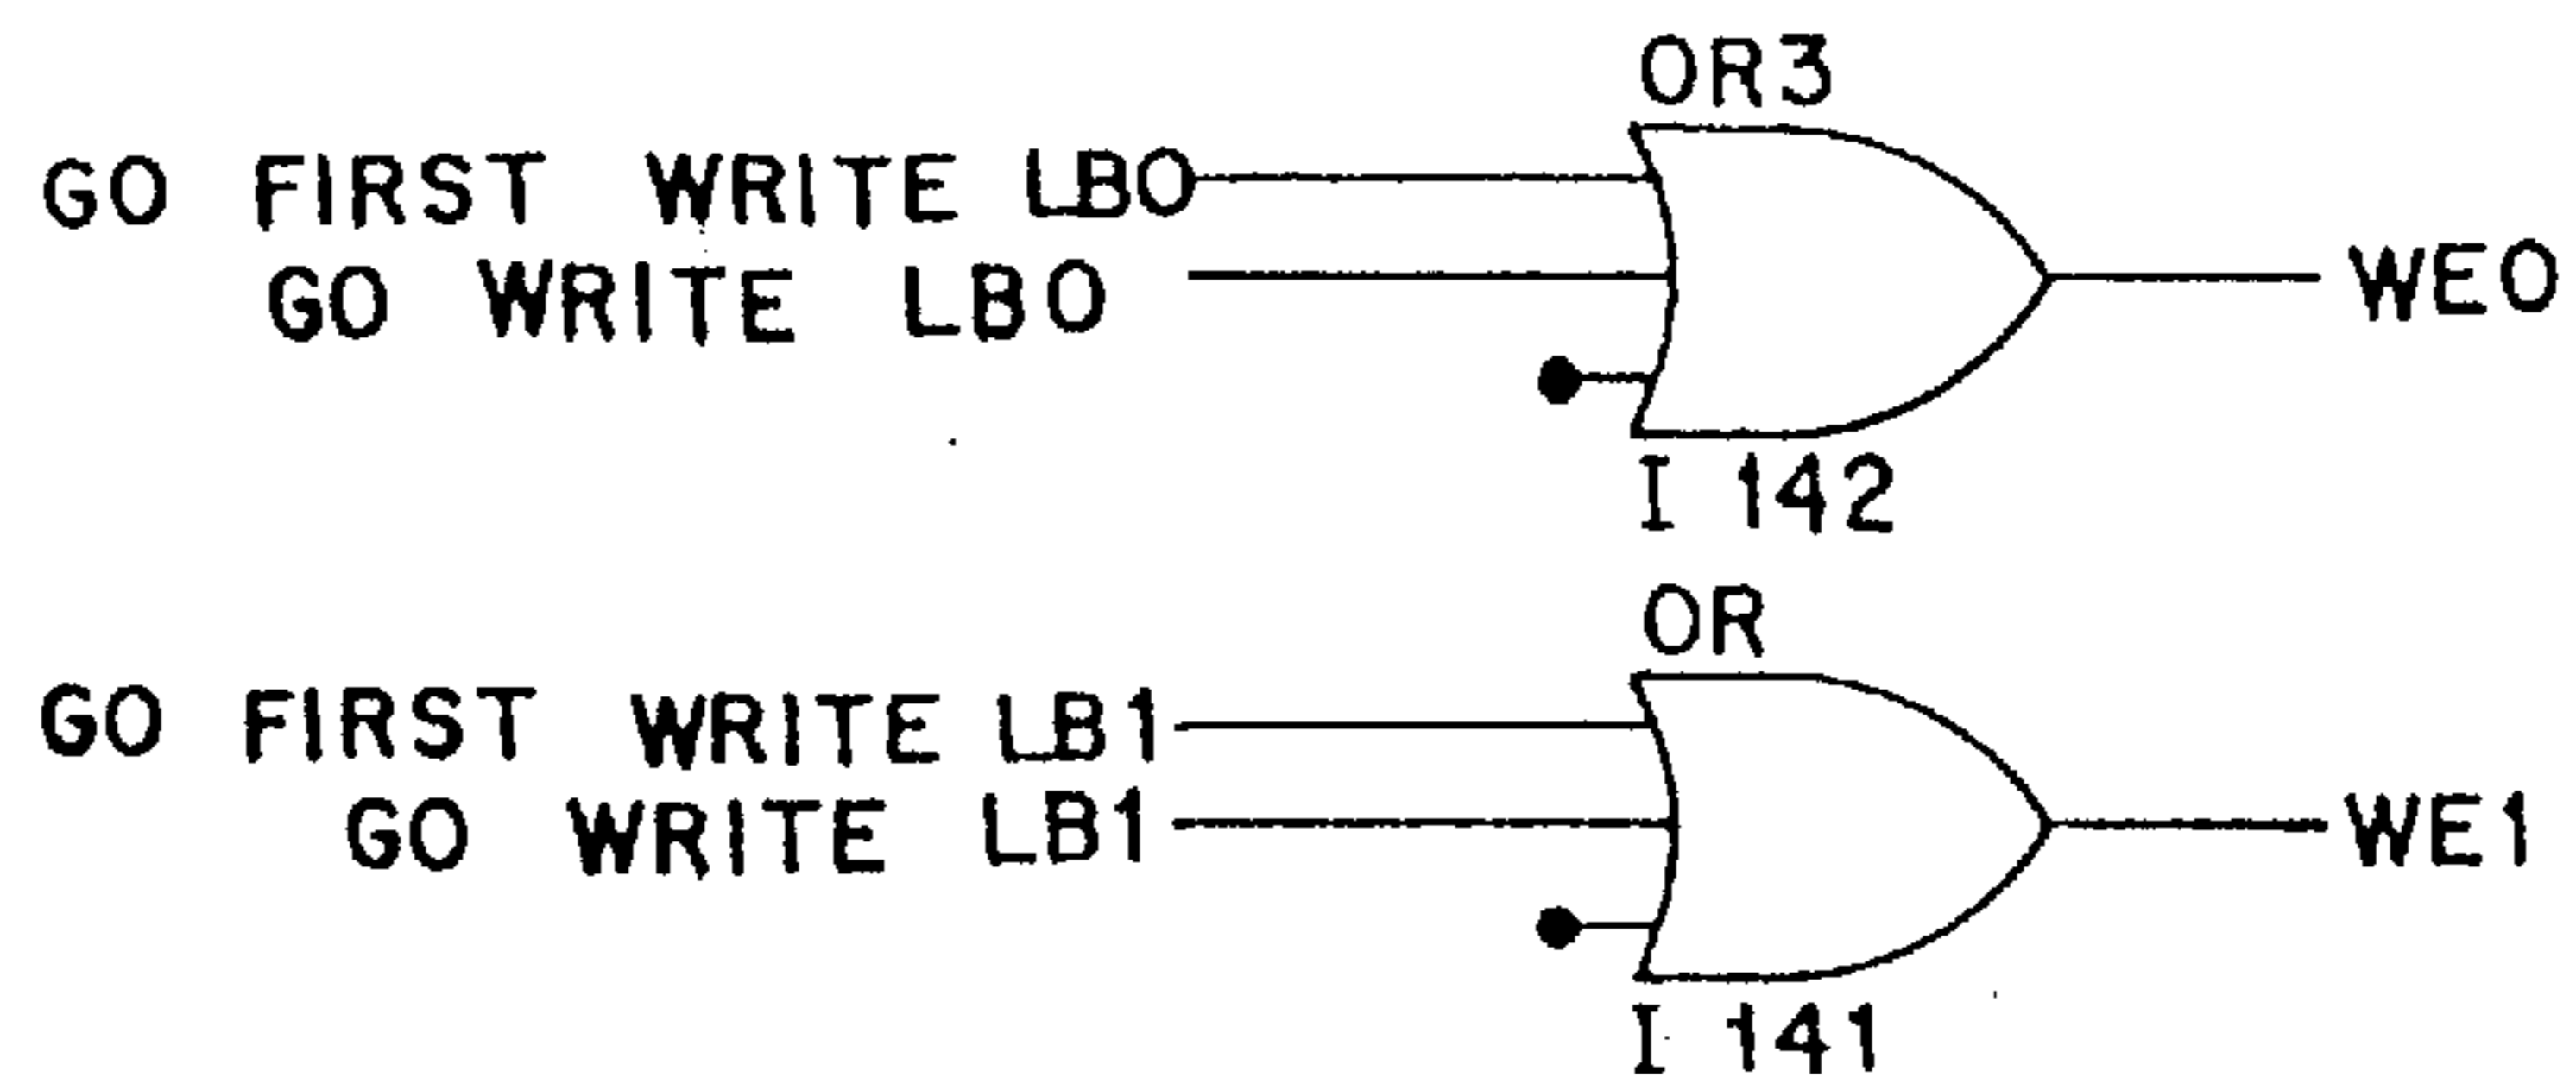 OR3
GO FIRST WRITE LB0
GO WRITE LB0
WE0
I 142
OR
GO FIRST WRITE LB1
GO WRITE LB1
WE1
I 141